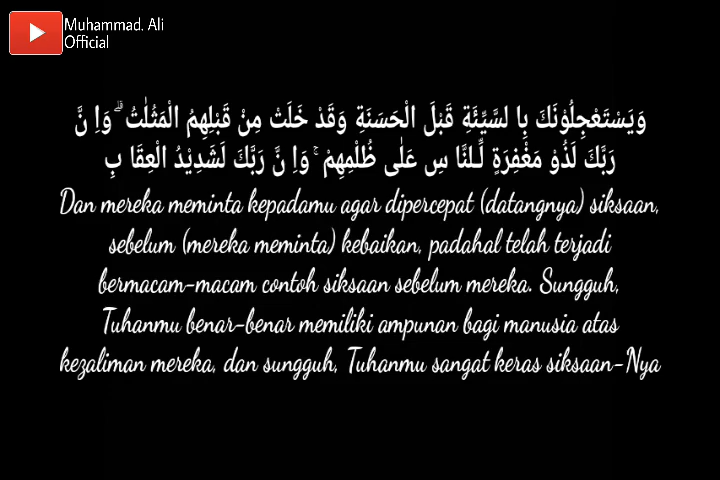 Muhammad. Ali
Official
وَيَسْتَعْجِلُوْنَكَ بِا لسَّيِّئَةِ قَبْلَ الْحَسَنَةِ وَقَدْ خَلَتْ مِنْ قَبْلِهِمُ الْمَثُلٰتُ ۗ وَاِ نَّ
رَبَّكَ لَذُوْ مَغْفِرَةٍ لِّـلنَّا سِ عَلٰى ظُلْمِهِمْ ۚ وَاِ نَّ رَبَّكَ لَشَدِيْدُ الْعِقَا بِ
Dan mereka meminta kepadamu agar dipercepat (datangnya) siksaan,
sebelum (mereka meminta) kebaikan, padahal telah terjadi
bermacam-macam contoh siksaan sebelum mereka. Sungguh,
Tuhanmu benar-benar memiliki ampunan bagi manusia atas
kezaliman mereka, dan sungguh, Tuhanmu sangat keras siksaan-Nya